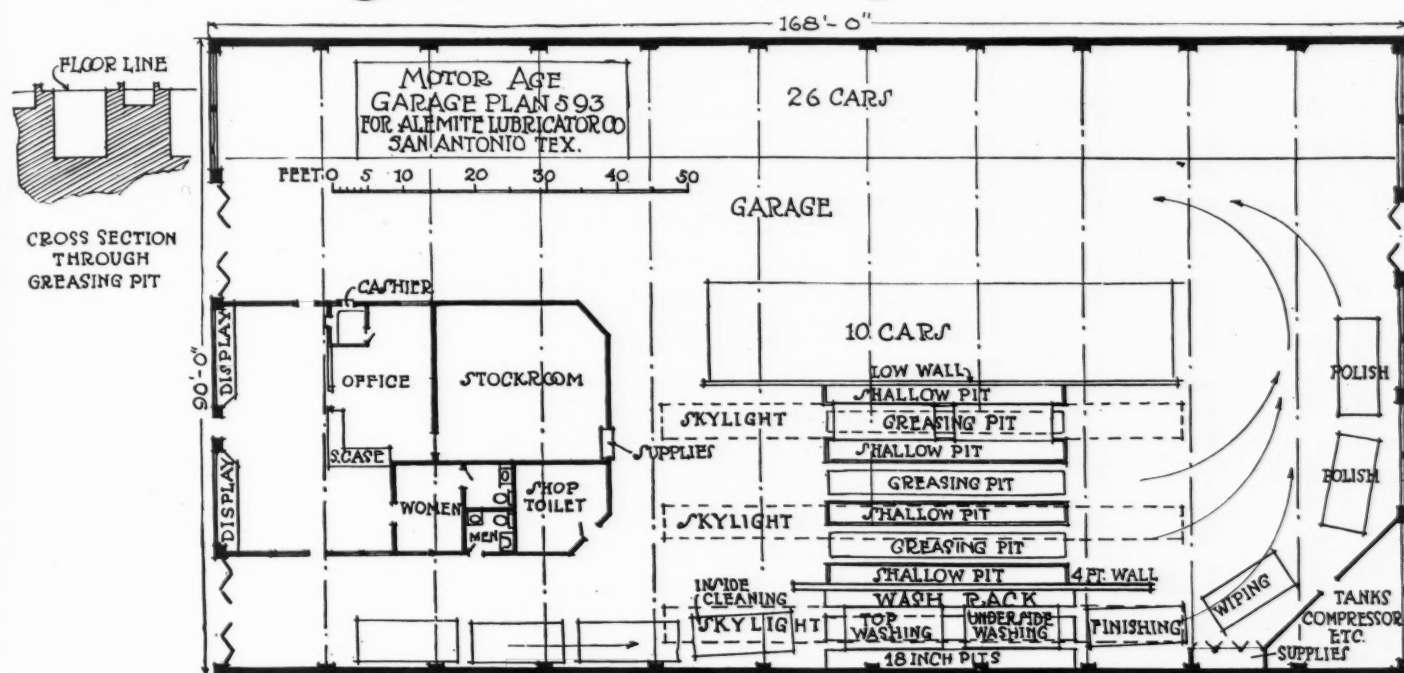 168'-0"
FLOOR LINE
MOTOR AGE
GARAGE PLAN 593
FOR ALEMITE LUBRICATOR CO
SAN ANTONIO TEX.
26 CARS
FEET 0 5 10 20 30 40 50
GARAGE
CROSS SECTION
THROUGH
GREASING PIT
CASHIER
90'-0"
DISPLAY
OFFICE
STOCKROOM
10 CARS
LOW WALL
SHALLOW PIT
POLISH
SKYLIGHT
GREASING PIT
S.CASE
SUPPLIES
SHALLOW PIT
DISPLAY
WOMEN
SHOP
TOILET
MEN
GREASING PIT
POLISH
SKYLIGHT
SHALLOW PIT
GREASING PIT
SHALLOW PIT
4 FT. WALL
INSIDE
CLEANING
WASH RACK
WIPING
SKYLIGHT
TOP
WASHING
UNDERSIDE
WASHING
FINISHING
TANKS
COMPRESSOR
ETC.
18 INCH PITS
SUPPLIES